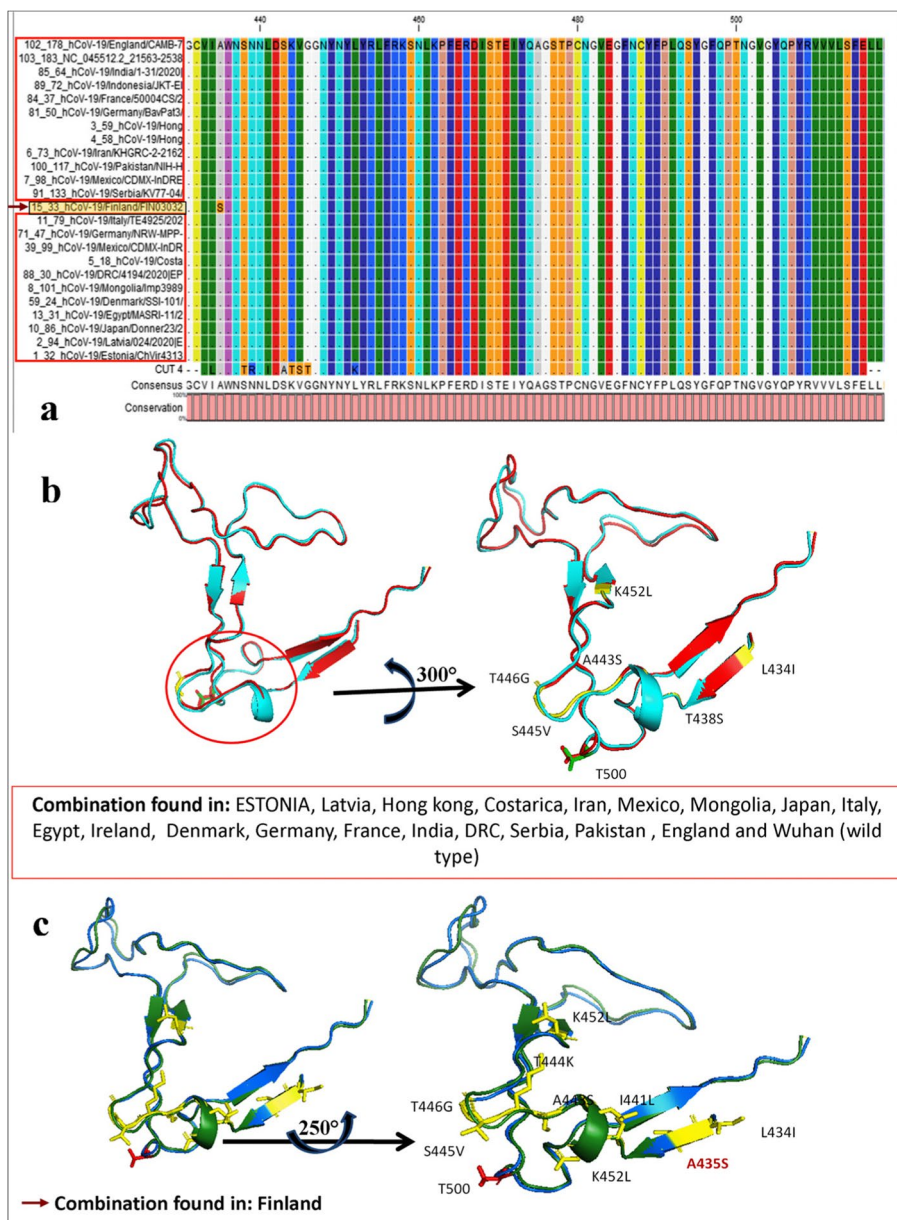 440 460 480 500
102_178_hCoV-19/England/CAMB-7 GCVIAWNSNNLDSKVGGNYNYLYRLFRKSNLKPFERDISTEIYQAGSTPCNGVEGFNCYFPLQSYGFQPTNGVGYQPYRVVVLSFELL
103_183_NC_045512.2_21563-2538
85_64_hCoV-19/India/1-31/2020|
89_72_hCoV-19/Indonesia/JKT-EI
84_37_hCoV-19/France/50004CS/2
81_50_hCoV-19/Germany/BavPat3/
3_59_hCoV-19/Hong
4_58_hCoV-19/Hong
6_73_hCoV-19/Iran/KHGRC-2-2162
100_117_hCoV-19/Pakistan/NIH-H
7_98_hCoV-19/Mexico/CDMX-InDRE
91_133_hCoV-19/Serbia/KV77-04/
15_33_hCoV-19/Finland/FIN03032 S
11_79_hCoV-19/Italy/TE4925/202
71_47_hCoV-19/Germany/NRW-MPP-
39_99_hCoV-19/Mexico/CDMX-InDR
5_18_hCoV-19/Costa
88_30_hCoV-19/DRC/4194/2020|EP
8_101_hCoV-19/Mongolia/Imp3989
59_24_hCoV-19/Denmark/SSI-101/
13_31_hCoV-19/Egypt/MASRI-11/2
10_86_hCoV-19/Japan/Donner23/2
2_94_hCoV-19/Latvia/024/2020|E
1_32_hCoV-19/Estonia/ChVir4313
CUT 4 L TR I ATST K --
Consensus GCVIAWNSNNLDSKVGGNYNYLYRLFRKSNLKPFERDISTEIYQAGSTPCNGVEGFNCYFPLQSYGFQPTNGVGYQPYRVVVLSFELL
100%
Conservation
0%
a
b
K452L
A443S
T446G
300°
L434I
S445V
T438S
T500
Combination found in: ESTONIA, Latvia, Hong kong, Costarica, Iran, Mexico, Mongolia, Japan, Italy,
Egypt, Ireland, Denmark, Germany, France, India, DRC, Serbia, Pakistan , England and Wuhan (wild
type)
c
K452L
T444K
T446G A443S I441L
250°
S445V L434I
T500 K452L A435S
Combination found in: Finland